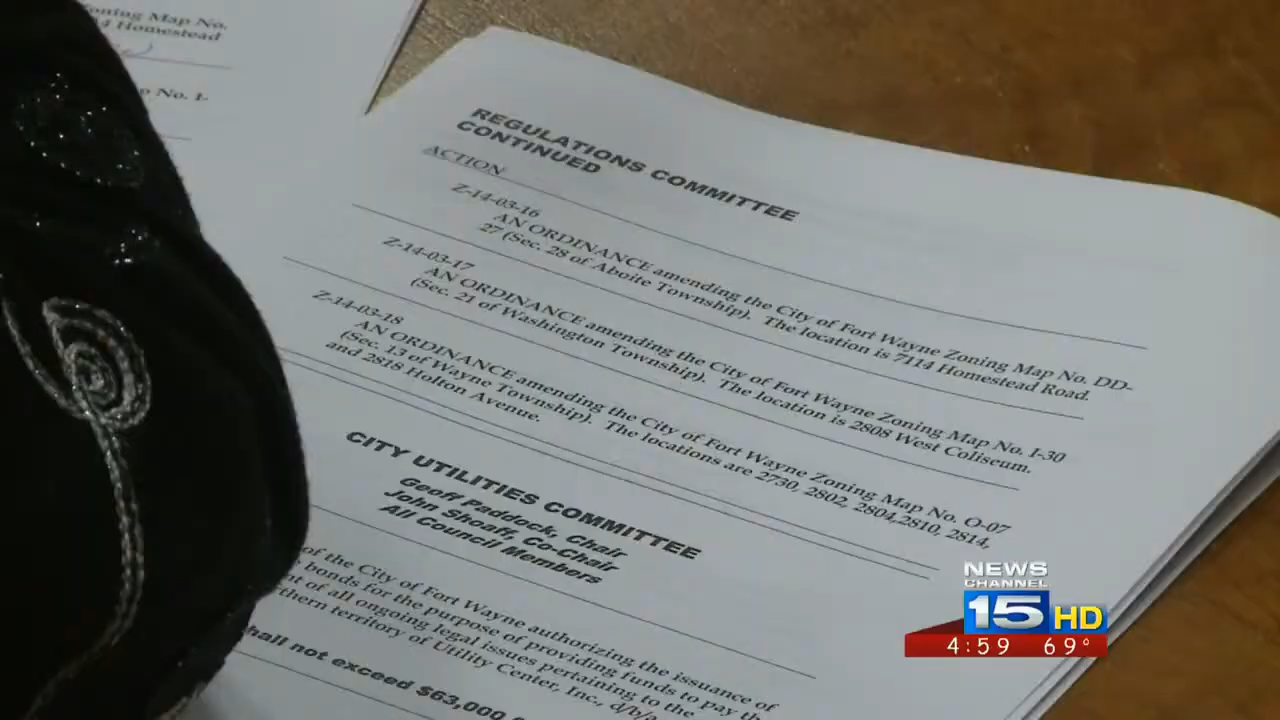 oning Map No.
4 Homestead
p No. I-
REGULATIONS COMMITTEE
CONTINUED
ACTION
Z-14-03-16
AN ORDINANCE amending the City of Fort Wayne Zoning Map No. DD-
27 (Sec. 28 of Aboite Township). The location is 7114 Homestead Road.
Z-14-03-17
AN ORDINANCE amending the City of Fort Wayne Zoning Map No. I-30
(Sec. 21 of Washington Township). The location is 2808 West Coliseum.
Z-14-03-18
AN ORDINANCE amending the City of Fort Wayne Zoning Map No. O-07
(Sec. 13 of Wayne Township). The locations are 2730, 2802, 2804,2810, 2814,
and 2818 Holton Avenue.
CITY UTILITIES COMMITTEE
Geoff Paddock, Chair
John Shoaff, Co-Chair
All Council Members
of the City of Fort Wayne authorizing the issuance of
bonds for the purpose of providing funds to pay th
nt of all ongoing legal issues pertaining to the
thern territory of Utility Center, Inc., d/b/a
hall not exceed $63,000
NEWS
CHANNEL
15 HD
4:59 69°